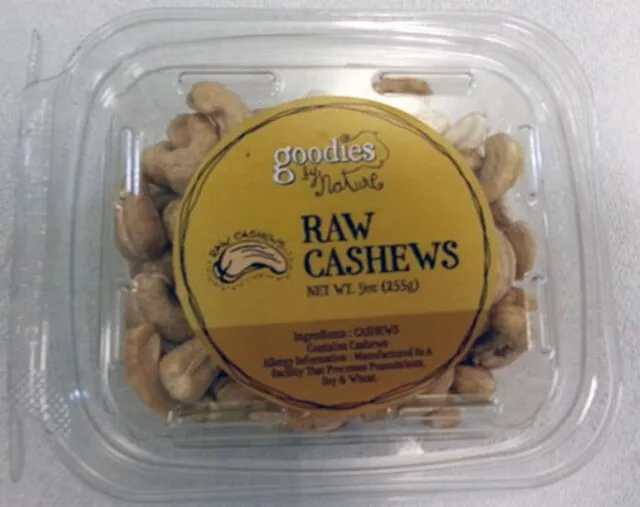 goodies
by Nature
RAW CASHEWS
RAW
CASHEWS
NET WT. 9oz (255g)
Ingredients : CASHEWS
Contains Cashews
Allergy Information : Manufactured In A
Facility That Processes
Soy & Wheat.